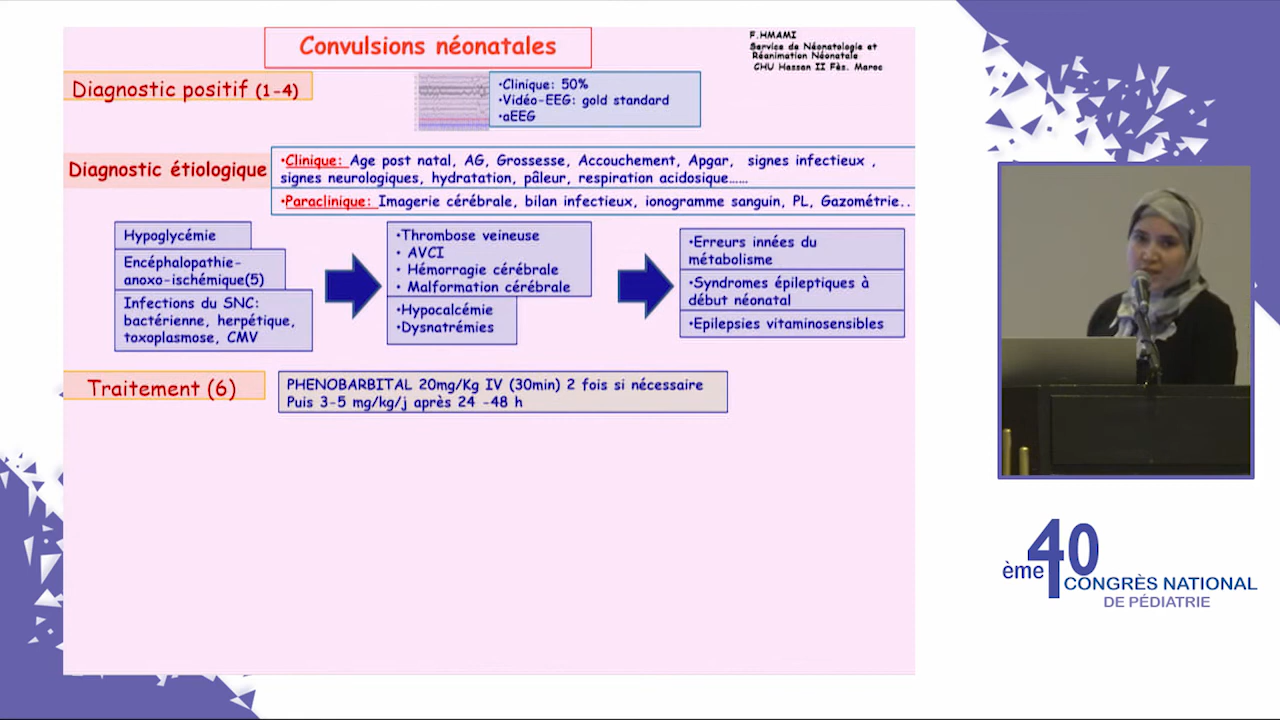 Convulsions néonatales
F.HMAMI
Service de Néonatologie et
Réanimation Néonatale
CHU Hassan II Fès. Maroc
Diagnostic positif (1-4)
•Clinique: 50%
•Vidéo-EEG: gold standard
•aEEG
Diagnostic étiologique
•Clinique: Age post natal, AG, Grossesse, Accouchement, Apgar, signes infectieux ,
signes neurologiques, hydratation, pâleur, respiration acidosique……
•Paraclinique: Imagerie cérébrale, bilan infectieux, ionogramme sanguin, PL, Gazométrie..
Hypoglycémie
Encéphalopathie-
anoxo-ischémique(5)
Infections du SNC:
bactérienne, herpétique,
toxoplasmose, CMV
•Thrombose veineuse
• AVCI
• Hémorragie cérébrale
• Malformation cérébrale
•Hypocalcémie
•Dysnatrémies
•Erreurs innées du
métabolisme
•Syndromes épileptiques à
début néonatal
•Epilepsies vitaminosensibles
Traitement (6)
PHENOBARBITAL 20mg/Kg IV (30min) 2 fois si nécessaire
Puis 3-5 mg/kg/j après 24 -48 h
40
ème
CONGRÈS NATIONAL
DE PÉDIATRIE